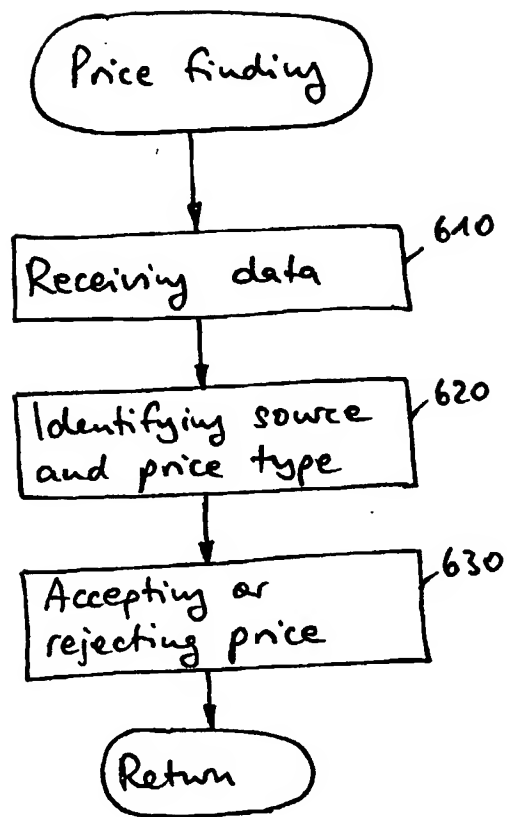 Price finding
610
Receiving data
620
Identifying source
and price type
630
Accepting or
rejecting price
Return